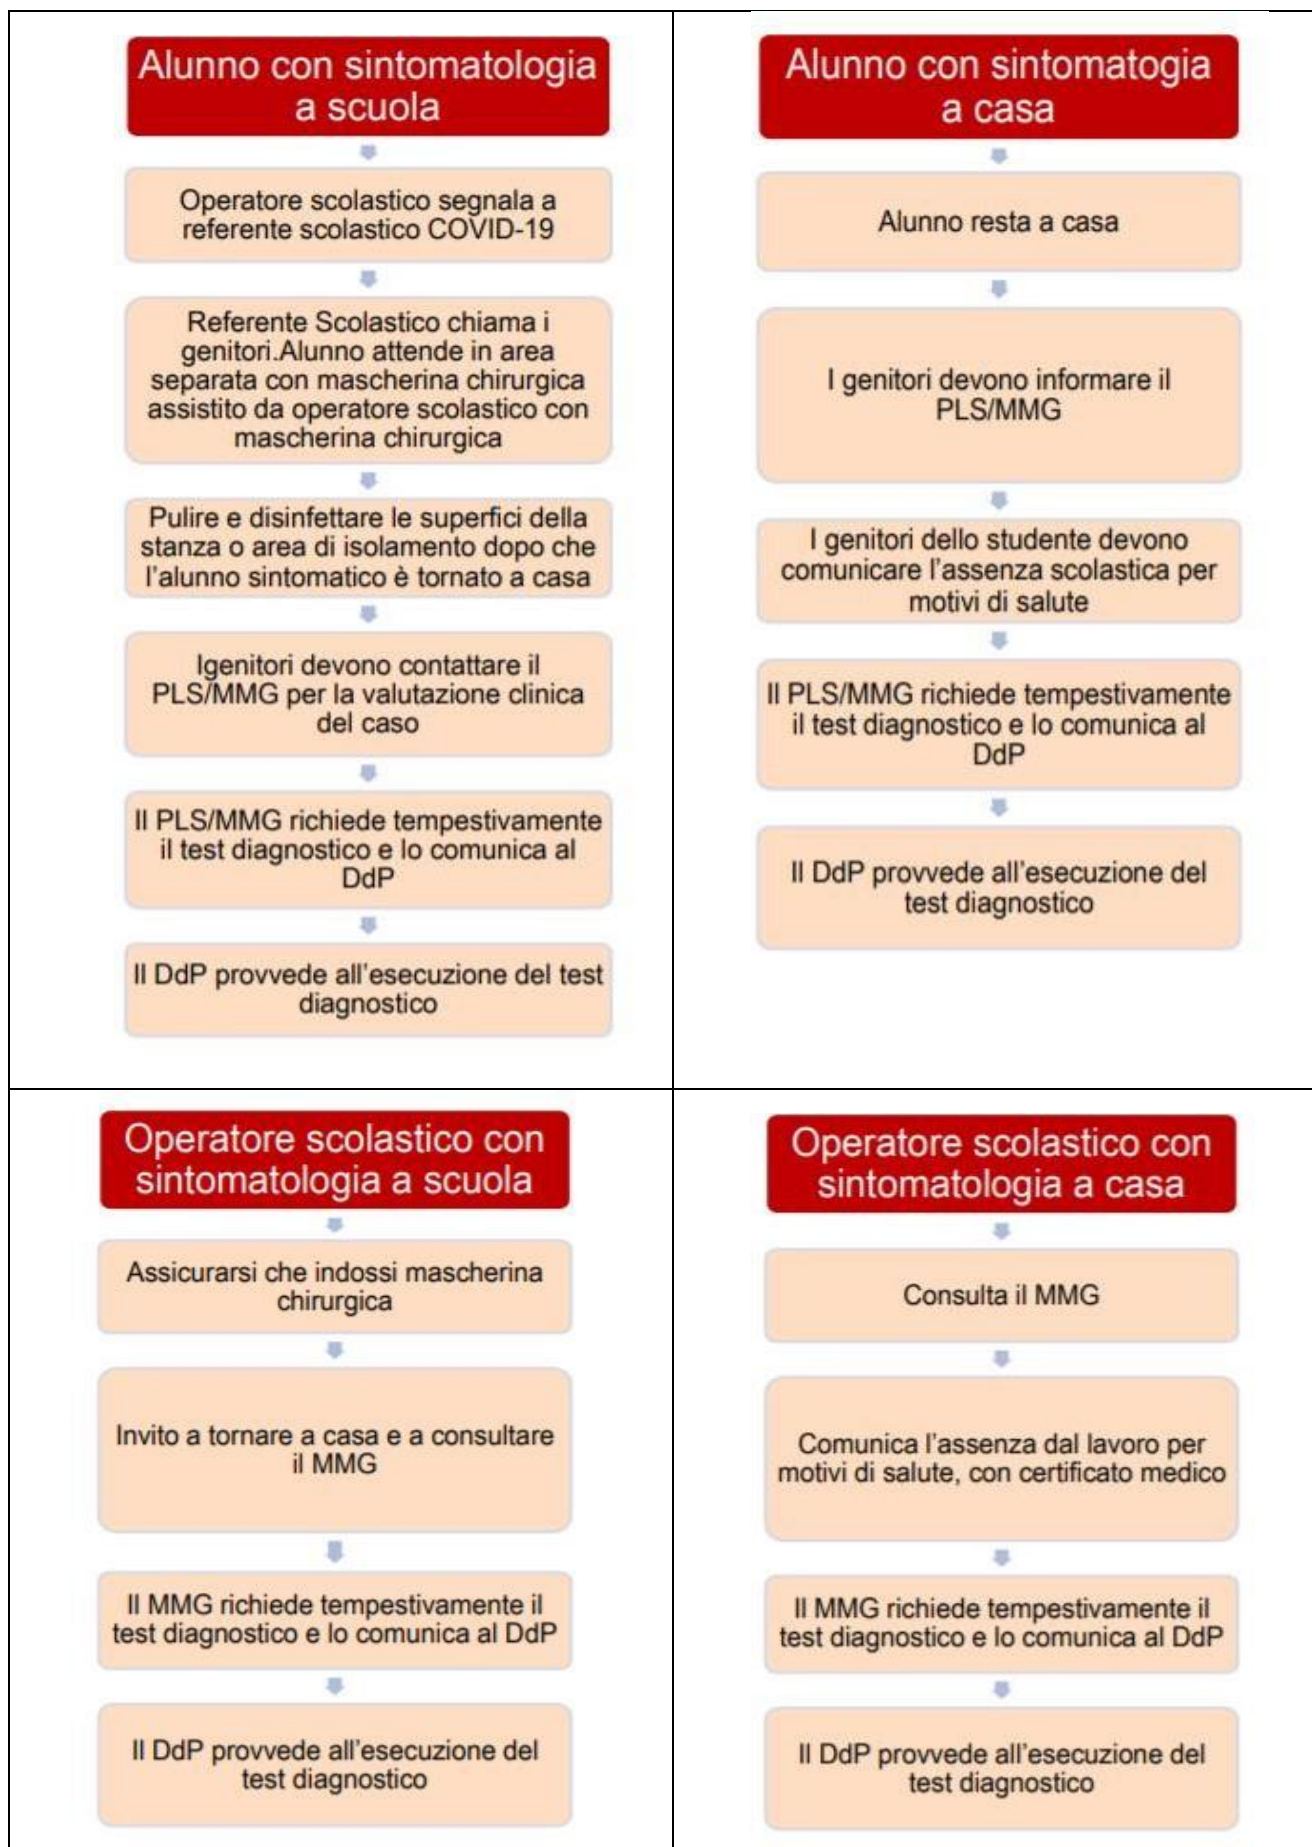 Alunno con sintomatologia
a scuola
Operatore scolastico segnala a
referente scolastico COVID-19
Referente Scolastico chiama i
genitori.Alunno attende in area
separata con mascherina chirurgica
assistito da operatore scolastico con
mascherina chirurgica
Pulire e disinfettare le superfici della
stanza o area di isolamento dopo che
l'alunno sintomatico è tornato a casa
Igenitori devono contattare il
PLS/MMG per la valutazione clinica
del caso
Il PLS/MMG richiede tempestivamente
il test diagnostico e lo comunica al
DdP
Il DdP provvede all'esecuzione del test
diagnostico
Alunno con sintomatogia
a casa
Alunno resta a casa
I genitori devono informare il
PLS/MMG
I genitori dello studente devono
comunicare l'assenza scolastica per
motivi di salute
Il PLS/MMG richiede tempestivamente
il test diagnostico e lo comunica al
DdP
Il DdP provvede all'esecuzione del
test diagnostico
Operatore scolastico con
sintomatologia a scuola
Assicurarsi che indossi mascherina
chirurgica
Invito a tornare a casa e a consultare
il MMG
Il MMG richiede tempestivamente il
test diagnostico e lo comunica al DdP
Il DdP provvede all'esecuzione del
test diagnostico
Operatore scolastico con
sintomatologia a casa
Consulta il MMG
Comunica l'assenza dal lavoro per
motivi di salute, con certificato medico
Il MMG richiede tempestivamente il
test diagnostico e lo comunica al DdP
Il DdP provvede all'esecuzione del
test diagnostico